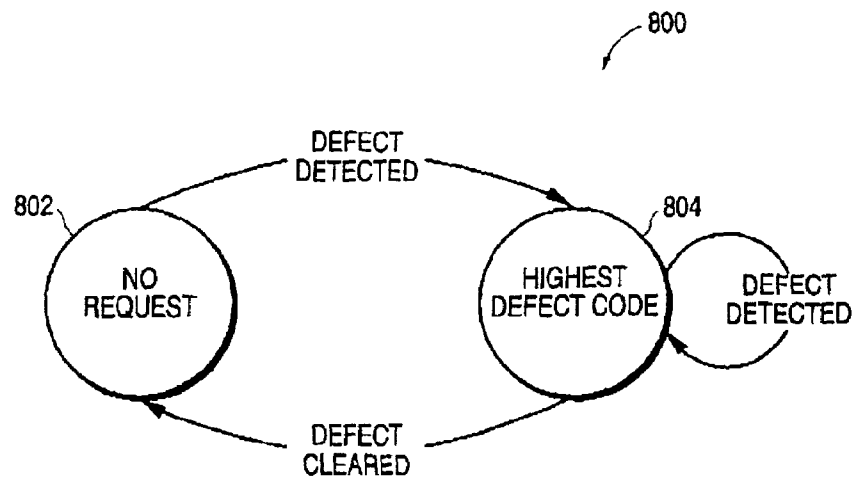 800
DEFECT
DETECTED
802
804
NO
REQUEST
HIGHEST
DEFECT CODE
DEFECT
DETECTED
DEFECT
CLEARED